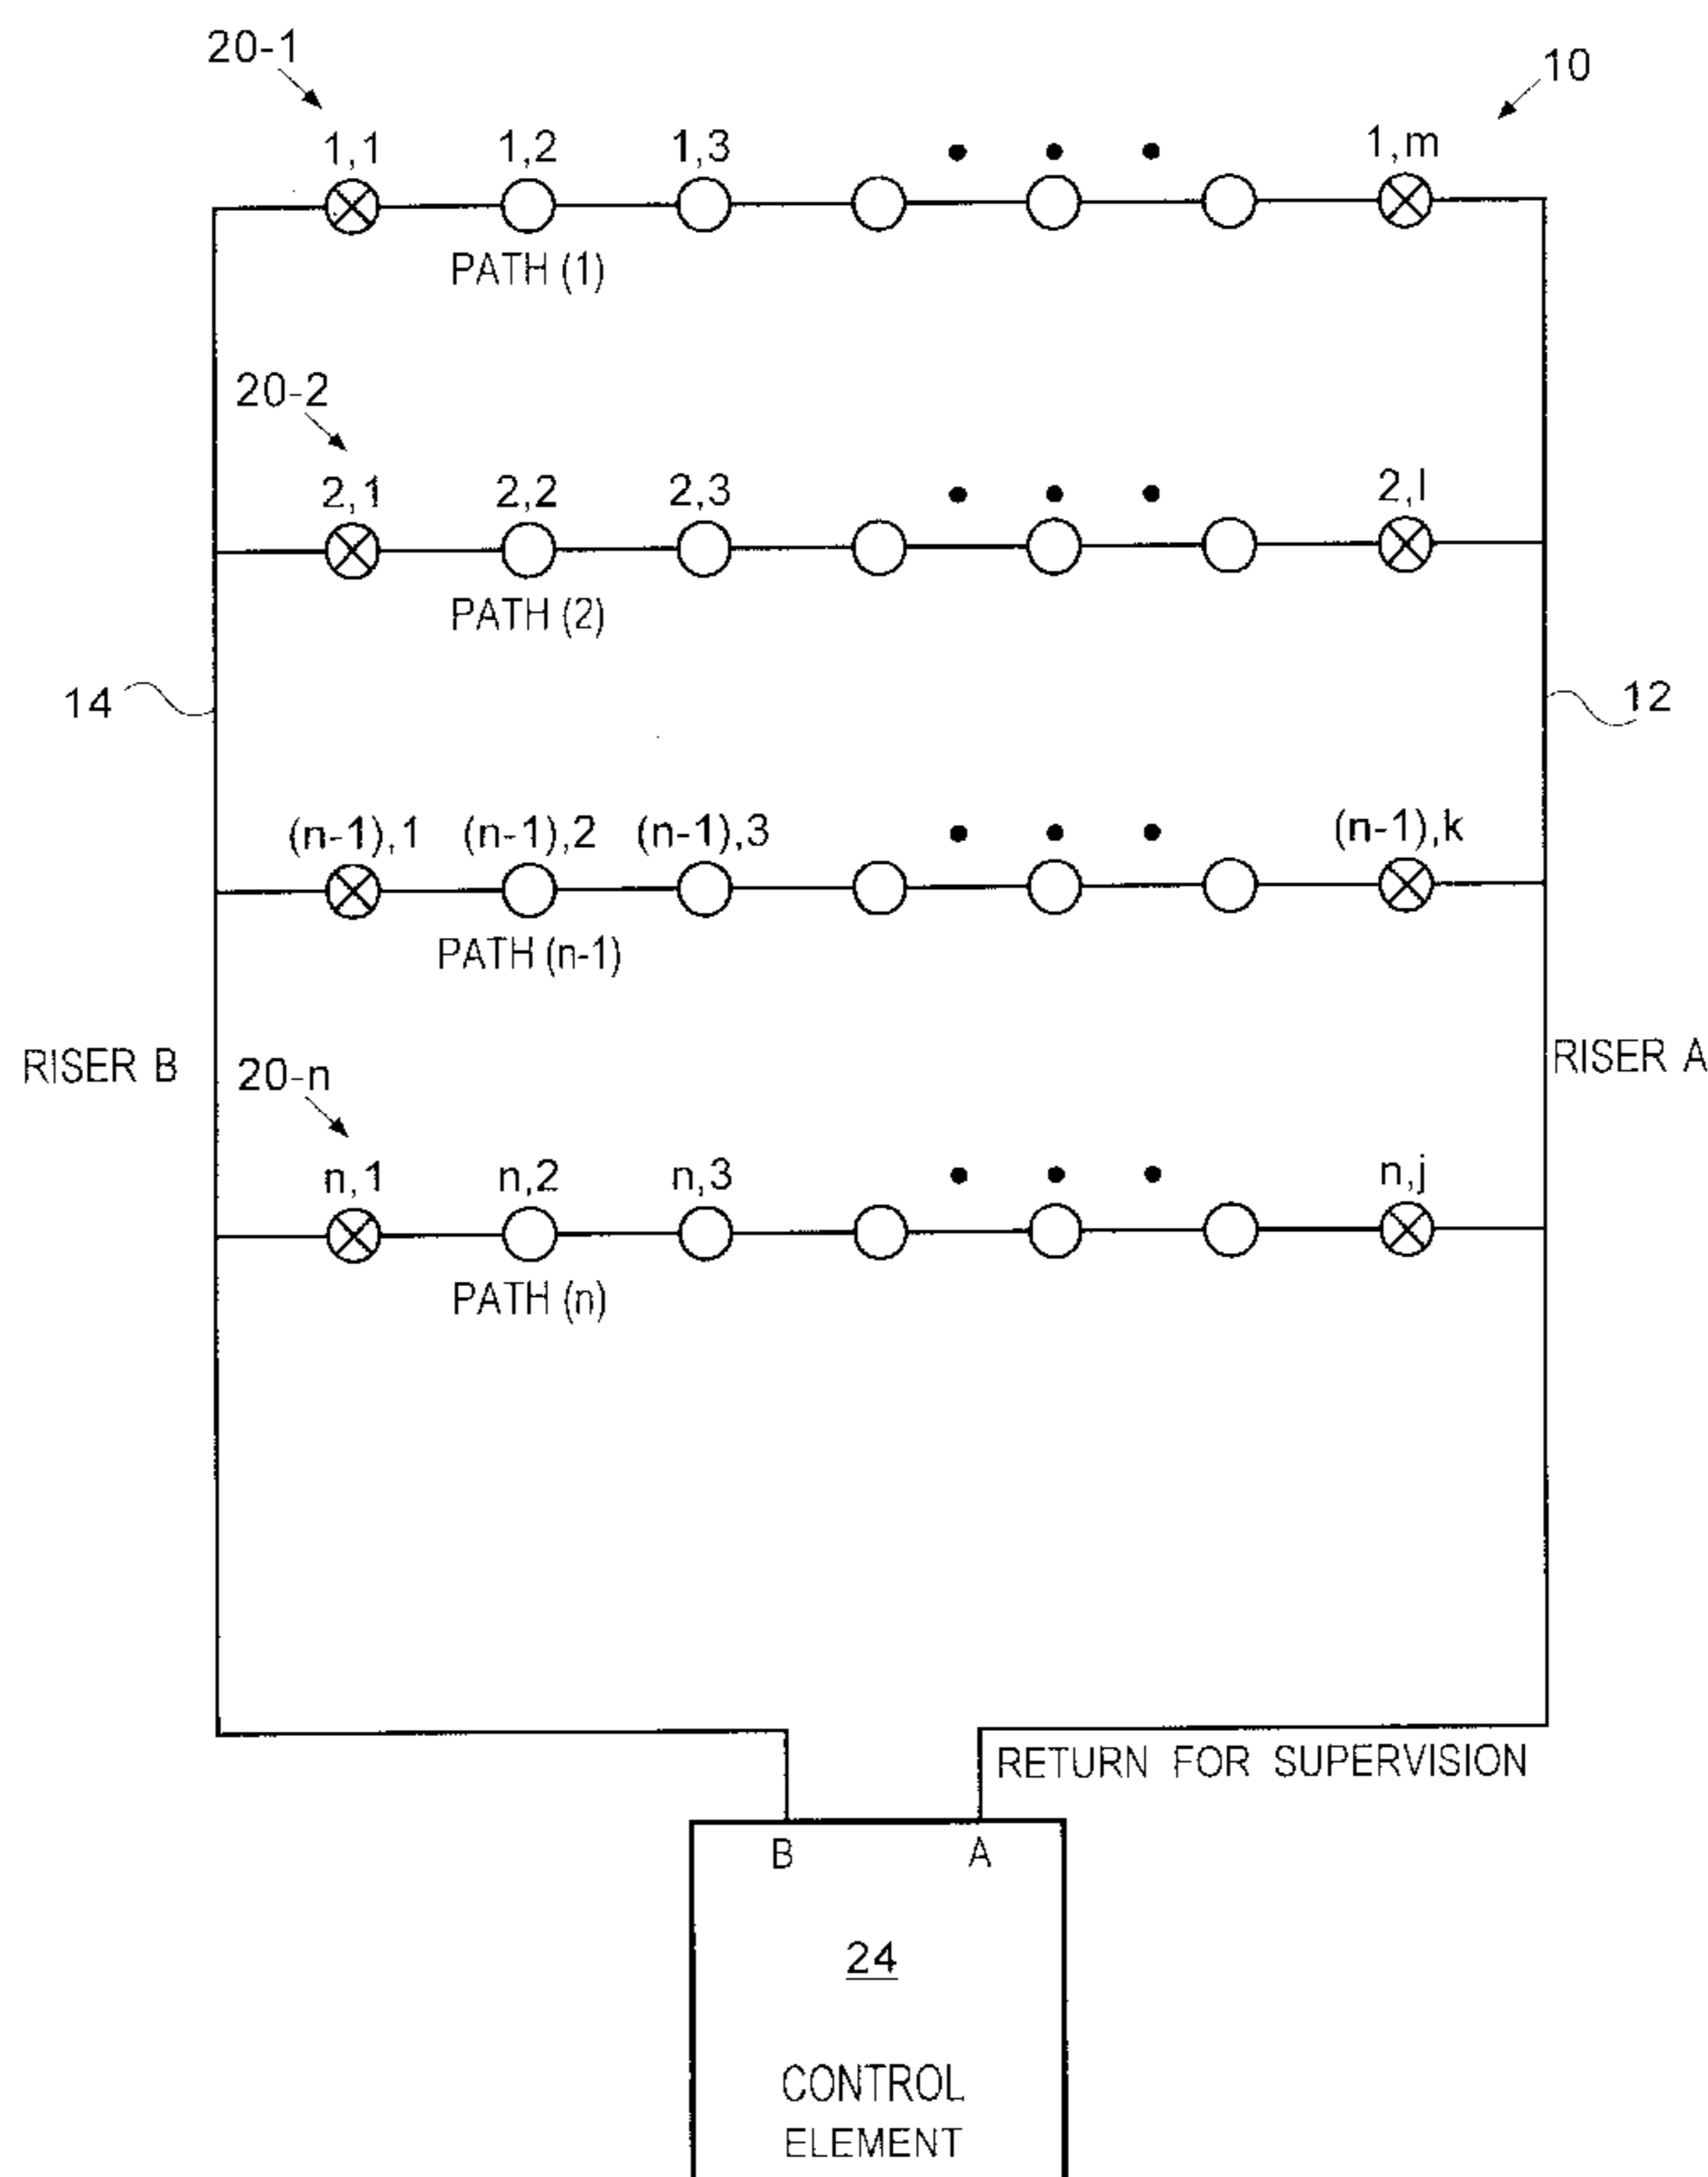 20-1
10
1,1 1,2 1,3 • • • 1,m
PATH (1)
20-2
2,1 2,2 2,3 • • • 2,l
PATH (2)
14
12
(n-1),1 (n-1),2 (n-1),3 • • • (n-1),k
PATH (n-1)
RISER B
RISER A
20-n
n,1 n,2 n,3 • • • n,j
PATH (n)
RETURN FOR SUPERVISION
B A
24
CONTROL
ELEMENT